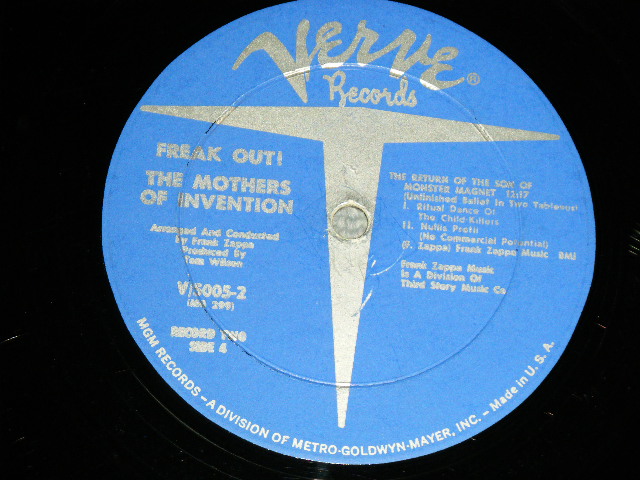 Verve®
Records
FREAK OUT!
THE MOTHERS
OF INVENTION
Arranged And Conducted
by Frank Zappa
Produced by
Tom Wilson
V/5005-2
(MG 299)
RECORD TWO
SIDE 4
THE RETURN OF THE SON OF
MONSTER MAGNET 12:17
(Unfinished Ballet In Two Tableaus)
I. Ritual Dance Of
The Child-Killers
II. Nullis Pretii
(No Commercial Potential)
(F. Zappa) Frank Zappa Music BMI
Frank Zappa Music
Is A Division Of
Third Story Music Co
MGM RECORDS – A DIVISION OF METRO-GOLDWYN-MAYER, INC. – Made in U. S. A.